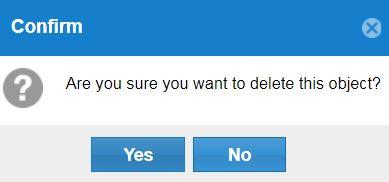 Confirm
Are you sure you want to delete this object?
Yes
No